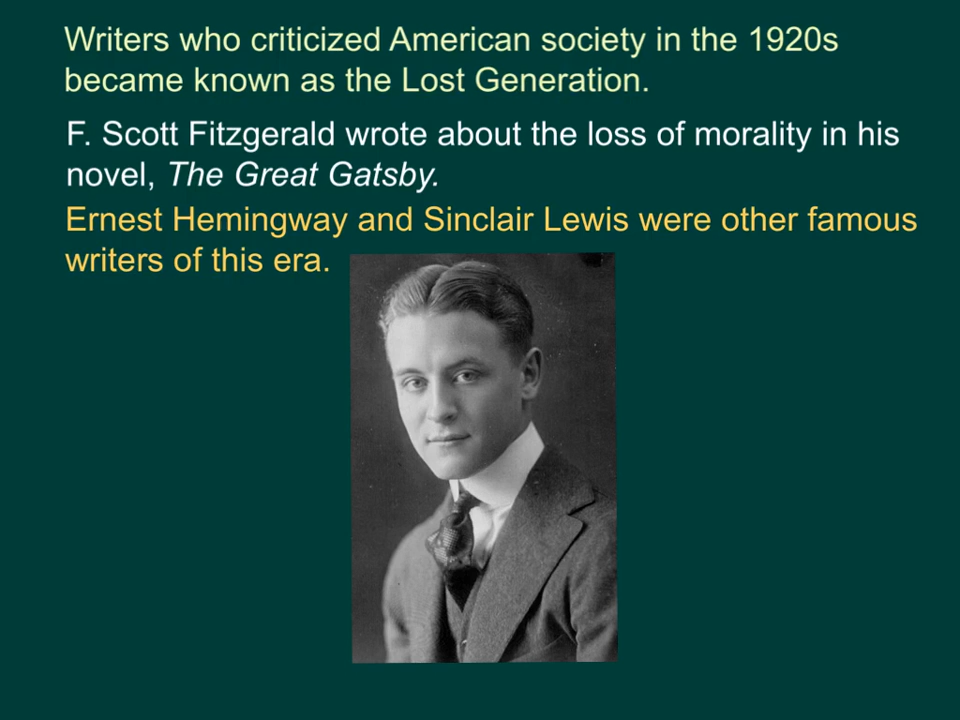 Writers who criticized American society in the 1920s
became known as the Lost Generation.
F. Scott Fitzgerald wrote about the loss of morality in his
novel, The Great Gatsby.
Ernest Hemingway and Sinclair Lewis were other famous
writers of this era.